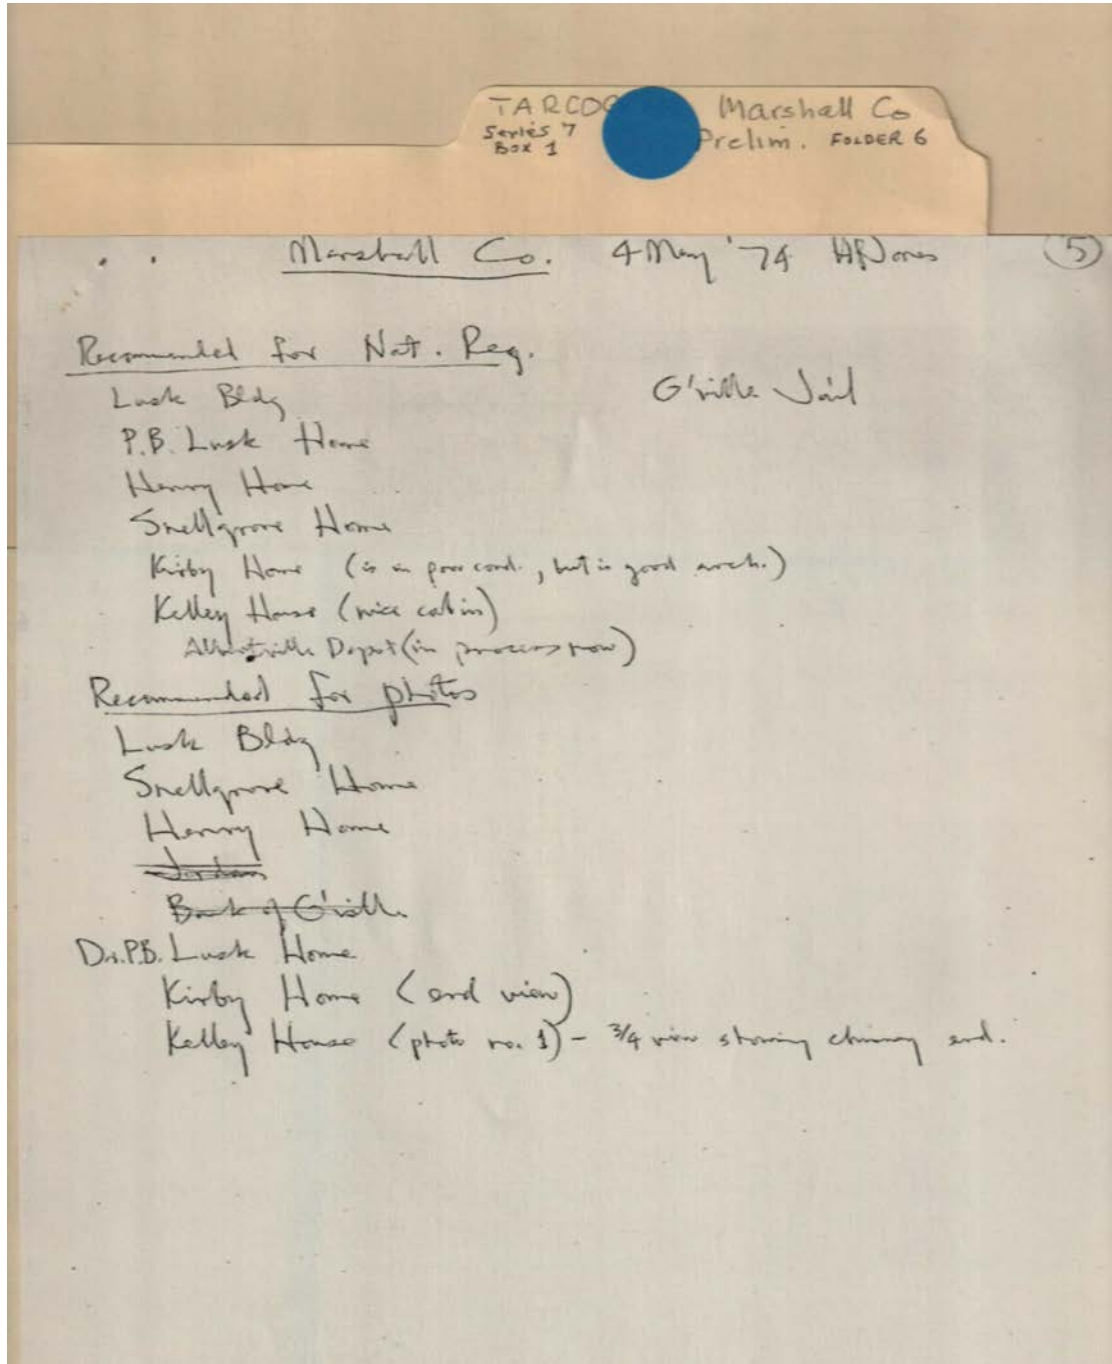 TARCOG Marshall Co
Series 7 Prelim. FOLDER 6
Box 1
Marshall Co. 4 May '74 HPJones 5
Recommended for Nat. Reg.
Lusk Bldg G'ville Jail
P.B. Lusk Home
Henry Home
Snellgrove Home
Kirby Home (is in poor cond., but is good arch.)
Kelley House (nice cabin)
Albertville Depot (in process now)
Recommended for photos
Lusk Bldg
Snellgrove Home
Henry Home
Jordan
Bank of G'ville
Dr. P.B. Lusk Home
Kirby Home (end view)
Kelley House (photo no. 1) - 3/4 view showing chimney end.